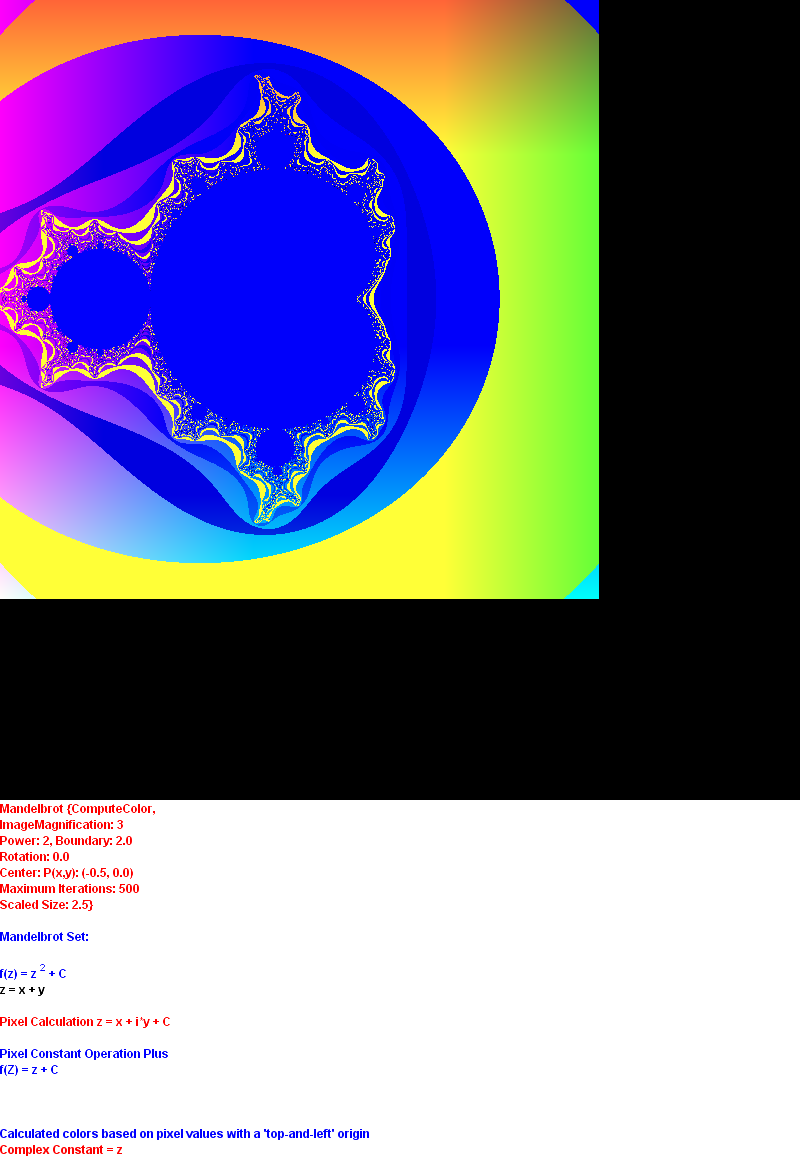 Mandelbrot {ComputeColor,
ImageMagnification: 3
Power: 2, Boundary: 2.0
Rotation: 0.0
Center: P(x,y): (-0.5, 0.0)
Maximum Iterations: 500
Scaled Size: 2.5}
Mandelbrot Set:
f(z) = z ² + C
z = x + y
Pixel Calculation z = x + i*y + C
Pixel Constant Operation Plus
f(Z) = z + C
Calculated colors based on pixel values with a 'top-and-left' origin
Complex Constant = z